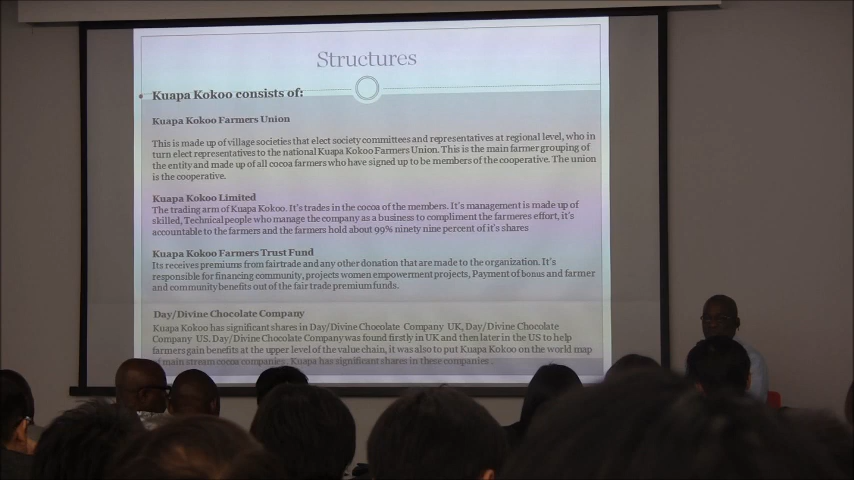 Structures
• Kuapa Kokoo consists of:
Kuapa Kokoo Farmers Union
This is made up of village societies that elect society committees and representatives at regional level, who in
turn elect representatives to the national Kuapa Kokoo Farmers Union. This is the main farmer grouping of
the entity and made up of all cocoa farmers who have signed up to be members of the cooperative. The union
is the cooperative.
Kuapa Kokoo Limited
The trading arm of Kuapa Kokoo. It's trades in the cocoa of the members. It's management is made up of
skilled, Technical people who manage the company as a business to compliment the farmeres effort, it's
accountable to the farmers and the farmers hold about 99% ninety nine percent of it's shares
Kuapa Kokoo Farmers Trust Fund
Its receives premiums from fairtrade and any other donation that are made to the organization. It's
responsible for financing community, projects women empowerment projects, Payment of bonus and farmer
and community benefits out of the fair trade premium funds.
Day/Divine Chocolate Company
Kuapa Kokoo has significant shares in Day/Divine Chocolate Company UK, Day/Divine Chocolate
Company US. Day/Divine Chocolate Company was found firstly in UK and then later in the US to help
farmers gain benefits at the upper level of the value chain, it was also to put Kuapa Kokoo on the world map
of main stream cocoa companies. Kuapa has significant shares in these companies .